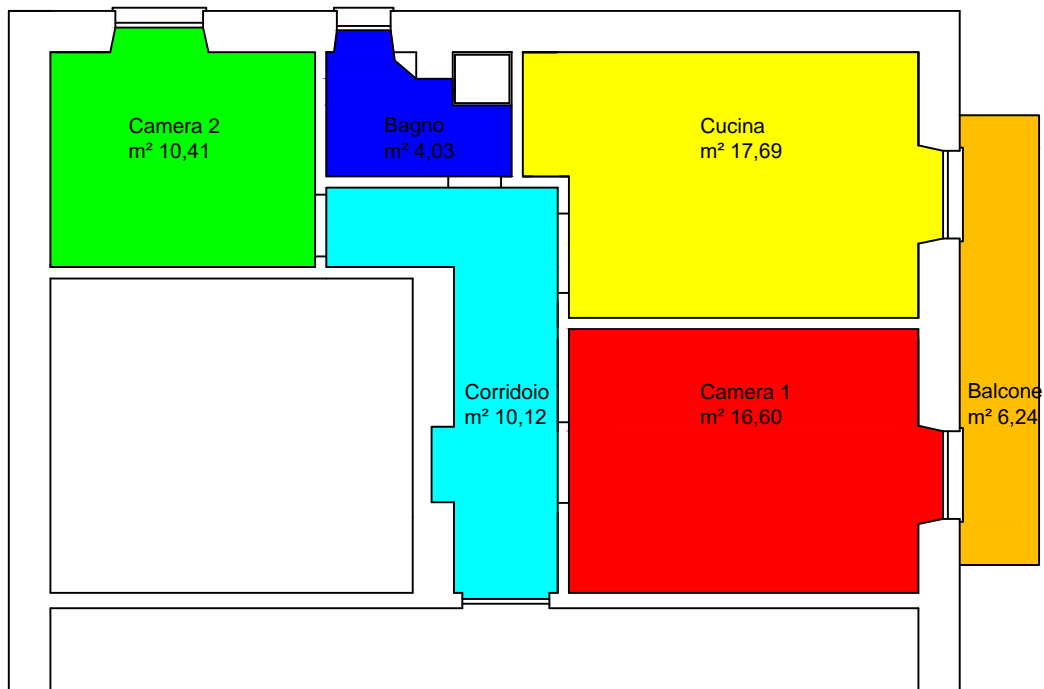 Camera 2
m² 10,41
Bagno
m² 4,03
Cucina
m² 17,69
Corridoio
m² 10,12
Camera 1
m² 16,60
Balcone
m² 6,24